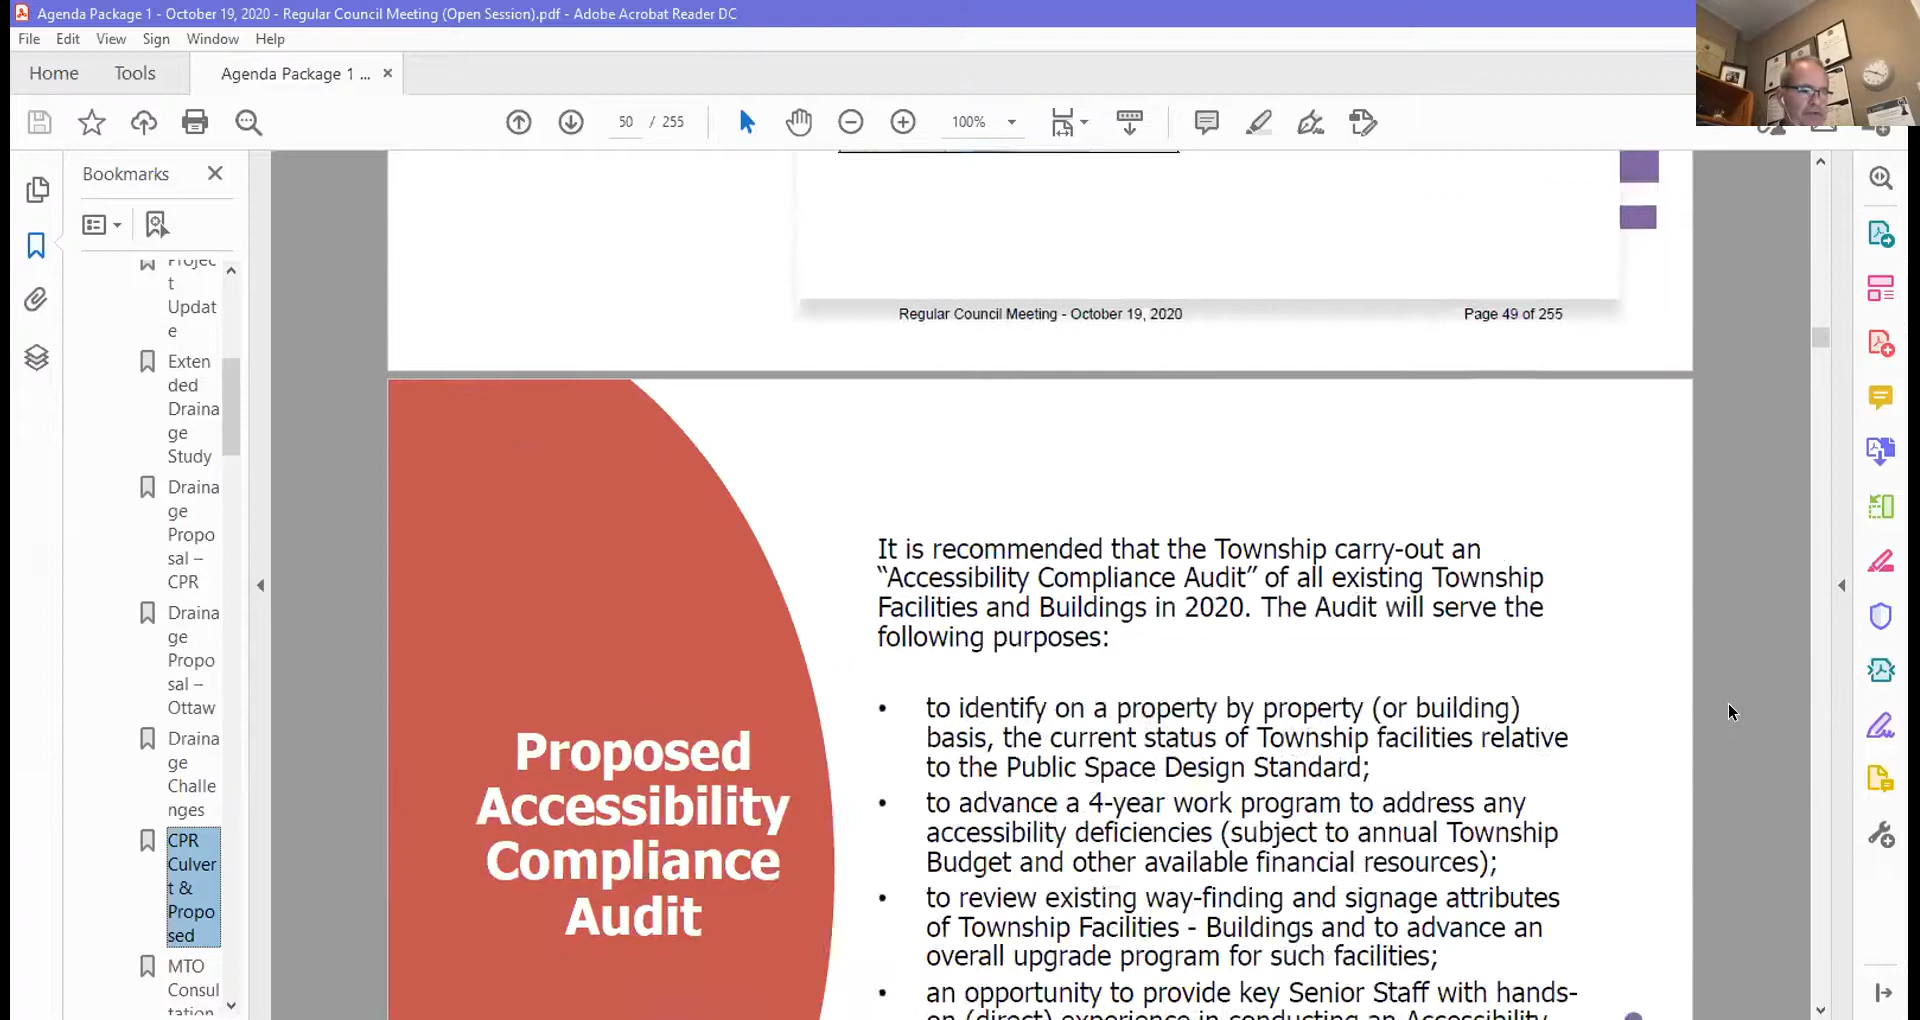 Agenda Package 1 - October 19, 2020 - Regular Council Meeting (Open Session).pdf - Adobe Acrobat Reader DC
File Edit View Sign Window Help
Home Tools Agenda Package 1 ... ×
50 / 255 100%
Bookmarks
Projec
t
Updat
e
Exten
ded
Draina
ge
Study
Draina
ge
Propo
sal –
CPR
Draina
ge
Propo
sal –
Ottaw
Draina
ge
Challe
nges
CPR
Culver
t &
Propo
sed
MTO
Consul
tation
Regular Council Meeting - October 19, 2020 Page 49 of 255
Proposed
Accessibility
Compliance
Audit
It is recommended that the Township carry-out an
“Accessibility Compliance Audit” of all existing Township
Facilities and Buildings in 2020. The Audit will serve the
following purposes:
• to identify on a property by property (or building)
basis, the current status of Township facilities relative
to the Public Space Design Standard;
• to advance a 4-year work program to address any
accessibility deficiencies (subject to annual Township
Budget and other available financial resources);
• to review existing way-finding and signage attributes
of Township Facilities - Buildings and to advance an
overall upgrade program for such facilities;
• an opportunity to provide key Senior Staff with hands-
on (direct) experience in conducting an Accessibility